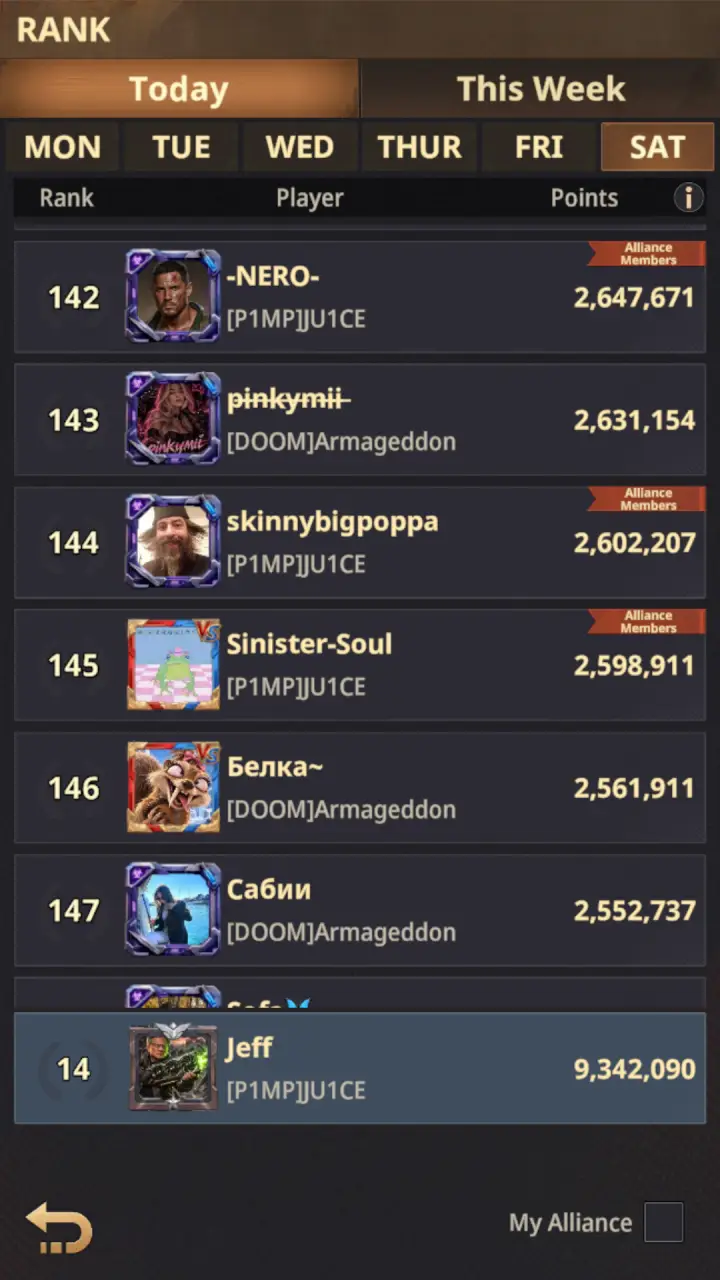 RANK
Today
This Week
MON
TUE
WED
THUR
FRI
SAT
Rank
Player
Points
142
-NERO-
[P1MP]JU1CE
Alliance
Members
2,647,671
143
pinkymii
[DOOM]Armageddon
2,631,154
144
skinnybigpoppa
[P1MP]JU1CE
Alliance
Members
2,602,207
145
Sinister-Soul
[P1MP]JU1CE
Alliance
Members
2,598,911
146
Белка~
[DOOM]Armageddon
2,561,911
147
Сабии
[DOOM]Armageddon
2,552,737
14
Jeff
[P1MP]JU1CE
9,342,090
My Alliance